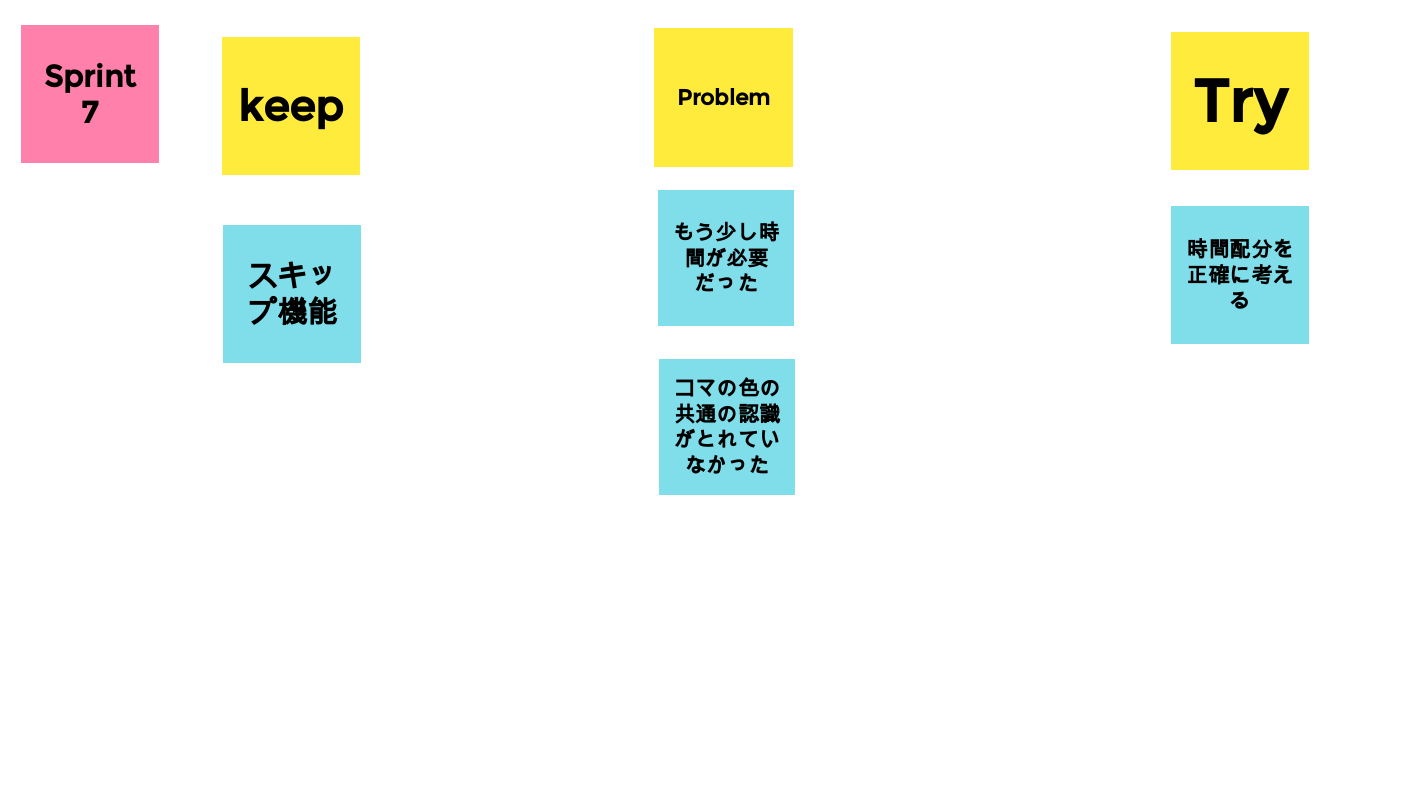 Sprint
7
keep
Problem
Try
スキッ
プ機能
もう少し時
間が必要
だった
コマの色の
共通の認識
がとれてい
なかった
時間配分を
正確に考え
る